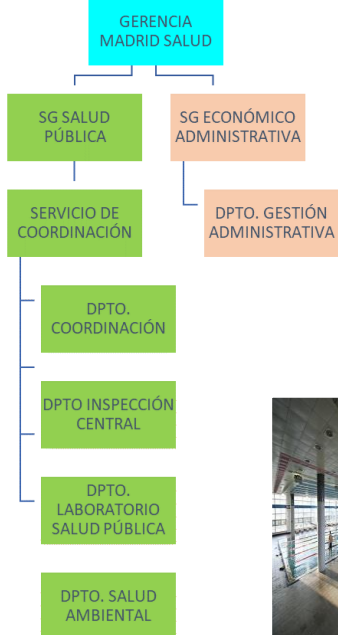 GERENCIA
MADRID SALUD
SG SALUD
PÚBLICA
SG ECONÓMICO
ADMINISTRATIVA
SERVICIO DE
COORDINACIÓN
DPTO. GESTIÓN
ADMINISTRATIVA
DPTO.
COORDINACIÓN
DPTO INSPECCIÓN
CENTRAL
DPTO.
LABORATORIO
SALUD PÚBLICA
DPTO. SALUD
AMBIENTAL